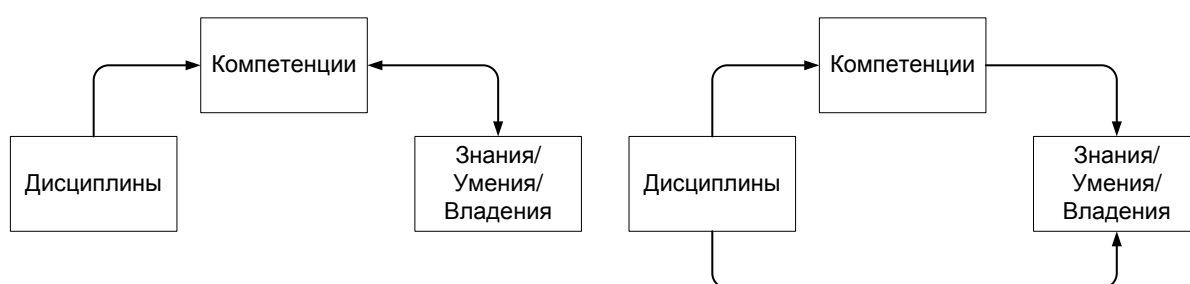 Компетенции
Дисциплины
Знания/
Умения/
Владения
Компетенции
Дисциплины
Знания/
Умения/
Владения